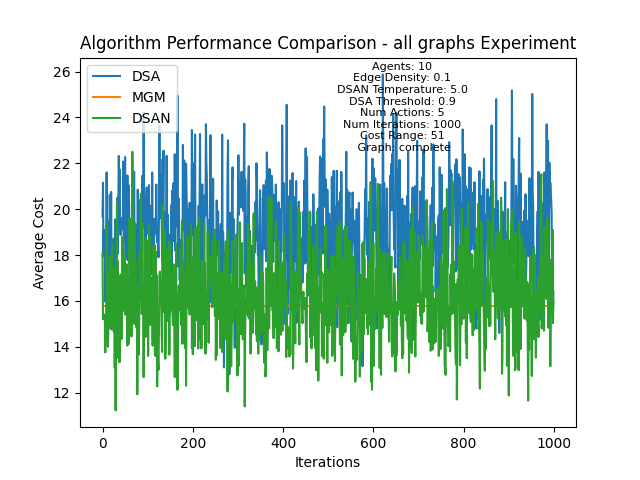 Algorithm Performance Comparison - all graphs Experiment
DSA
MGM
DSAN
Agents: 10
Edge Density: 0.1
DSAN Temperature: 5.0
DSA Threshold: 0.9
Num Actions: 5
Num Iterations: 1000
Cost Range: 51
Graph: complete
Average Cost
26
24
22
20
18
16
14
12
0
200
400
600
800
1000
Iterations